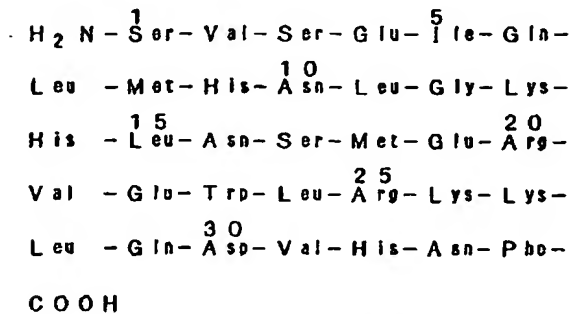 1 5
H2N-Ser-Val-Ser-Glu-Ile-Gln-
10
Leu-Met-His-Asn-Leu-Gly-Lys-
15 20
His-Leu-Asn-Ser-Met-Glu-Arg-
25
Val-Glu-Trp-Leu-Arg-Lys-Lys-
30
Leu-Gln-Asp-Val-His-Asn-Phe-
COOH